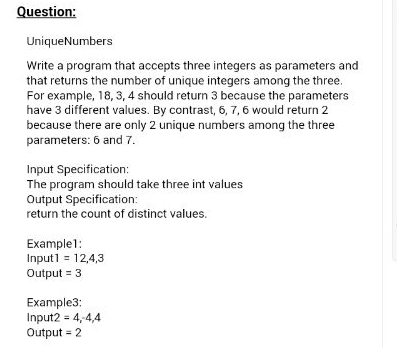 Question:
UniqueNumbers
Write a program that accepts three integers as parameters and
that returns the number of unique integers among the three.
For example, 18, 3, 4 should return 3 because the parameters
have 3 different values. By contrast, 6, 7, 6 would return 2
because there are only 2 unique numbers among the three
parameters: 6 and 7.
Input Specification:
The program should take three int values
Output Specification:
return the count of distinct values.
Example1:
Input1 = 12,4,3
Output = 3
Example3:
Input2 = 4,-4,4
Output = 2